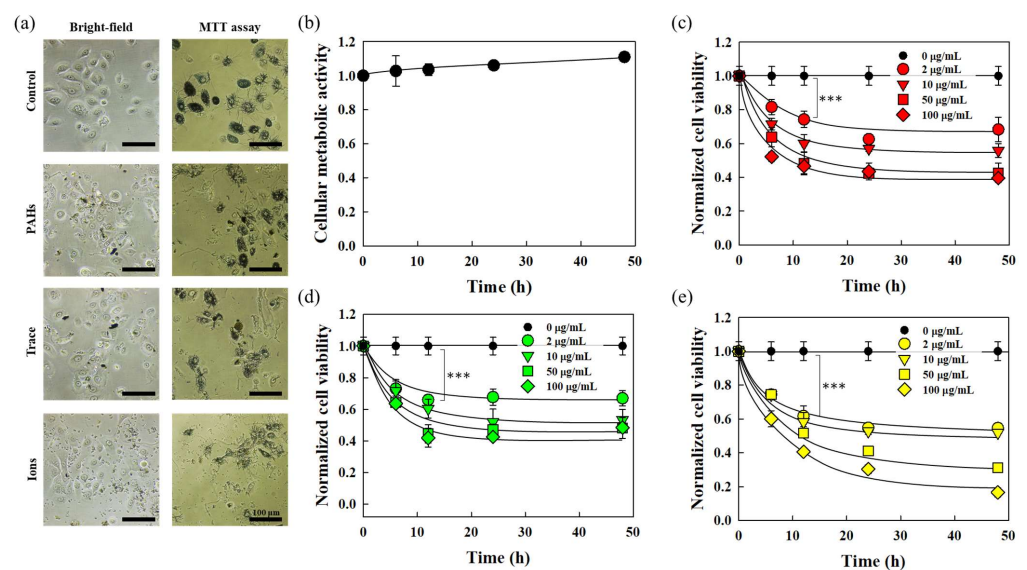 (a)
Bright-field
MTT assay
Control
PAHs
Trace
Ions
100 μm
(b)
1.2
1.0
0.8
0.6
0.4
0.2
0.0
Cellular metabolic activity
0
10
20
30
40
50
Time (h)
(c)
1.2
1.0
0.8
0.6
0.4
0.2
0.0
Normalized cell viability
0 μg/mL
2 μg/mL
10 μg/mL
50 μg/mL
100 μg/mL
***
0
10
20
30
40
50
Time (h)
(d)
1.2
1.0
0.8
0.6
0.4
0.2
0.0
Normalized cell viability
0 μg/mL
2 μg/mL
10 μg/mL
50 μg/mL
100 μg/mL
***
0
10
20
30
40
50
Time (h)
(e)
1.2
1.0
0.8
0.6
0.4
0.2
0.0
Normalized cell viability
0 μg/mL
2 μg/mL
10 μg/mL
50 μg/mL
100 μg/mL
***
0
10
20
30
40
50
Time (h)